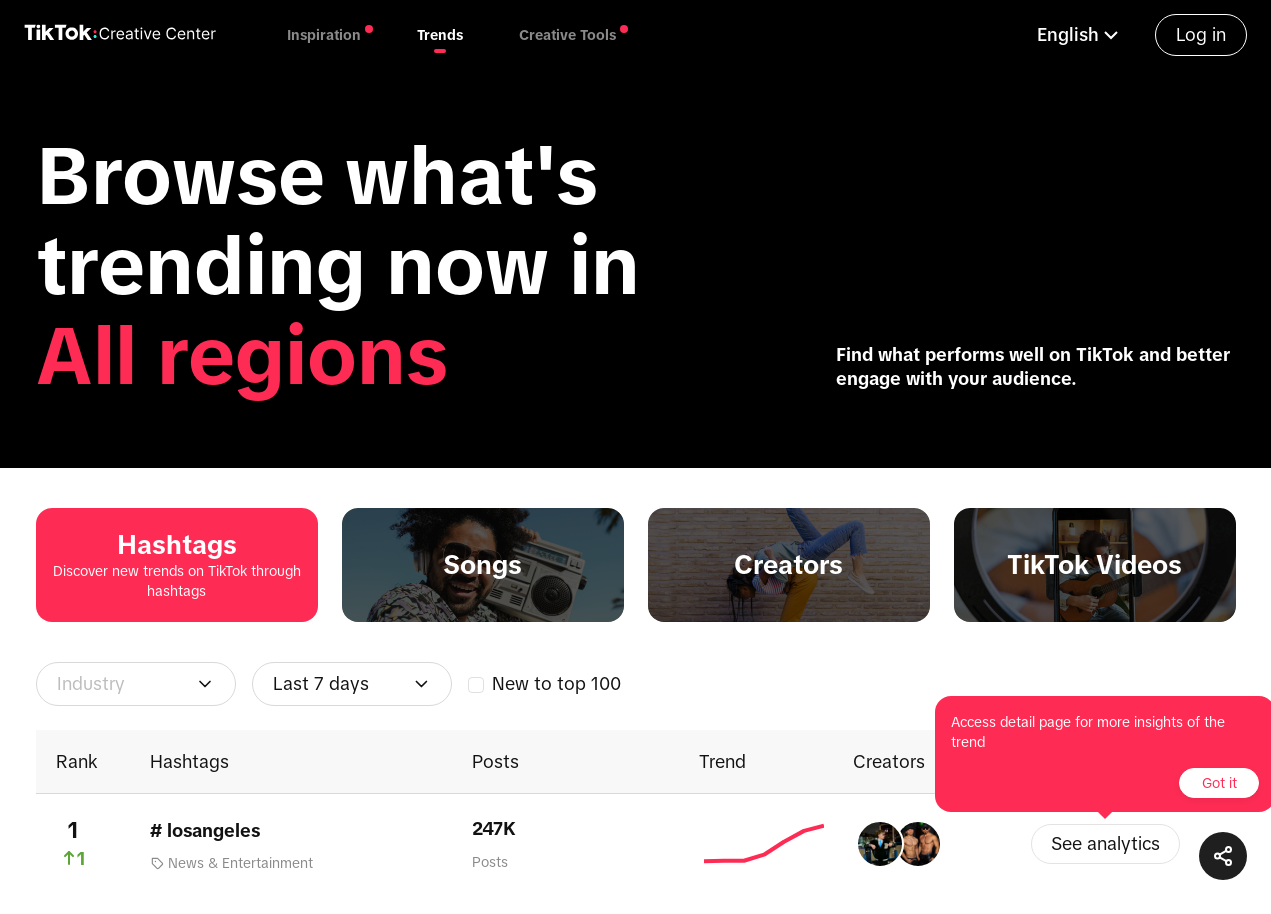 TikTok: Creative Center
Inspiration
Trends
Creative Tools
English
Log in
Browse what's
trending now in
All regions
Find what performs well on TikTok and better
engage with your audience.
Hashtags
Discover new trends on TikTok through
hashtags
Songs
Creators
TikTok Videos
Industry
Last 7 days
New to top 100
Access detail page for more insights of the
trend
Got it
Rank
Hashtags
Posts
Trend
Creators
1
1
# losangeles
News & Entertainment
247K
Posts
See analytics